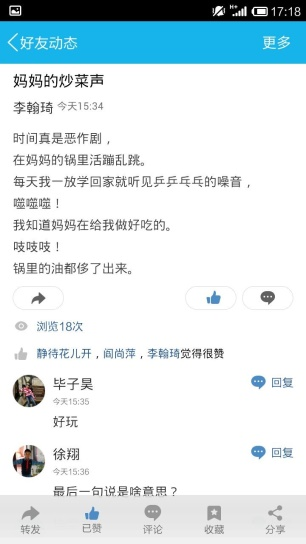 H+ 17:18
好友动态 更多
妈妈的炒菜声
李翰琦 今天15:34
时间真是恶作剧，
在妈妈的锅里活蹦乱跳。
每天我一放学回家就听见乒乒乓乓的噪音，
噬噬噬！
我知道妈妈在给我做好吃的。
吱吱吱！
锅里的油都侈了出来。
浏览18次
静待花儿开，阎尚萍，李翰琦觉得很赞
毕子昊 回复
今天15:35
好玩
徐翔 回复
今天15:36
最后一句说是啥意思？
转发 已赞 评论 收藏 分享